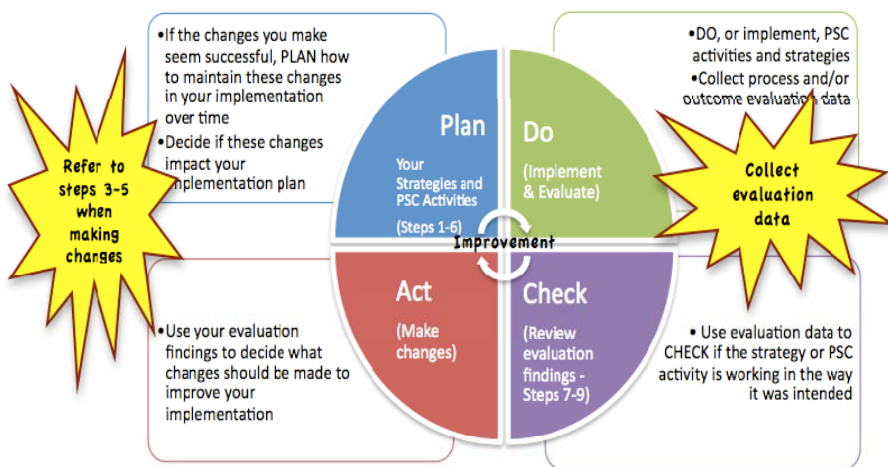 •If the changes you make
seem successful, PLAN how
to maintain these changes
in your implementation
over time
•Decide if these changes
impact your
implementation plan
•DO, or implement, PSC
activities and strategies
•Collect process and/or
outcome evaluation data
Refer to
steps 3-5
when
making
changes
Plan
Your
Strategies and
PSC Activities
(Steps 1-6)
Do
(Implement
& Evaluate)
Collect
evaluation
data
Improvement
Act
(Make
changes)
Check
(Review
evaluation
findings -
Steps 7-9)
• Use your evaluation
findings to decide what
changes should be made to
improve your
implementation
• Use evaluation data to
CHECK if the strategy or PSC
activity is working in the way
it was intended